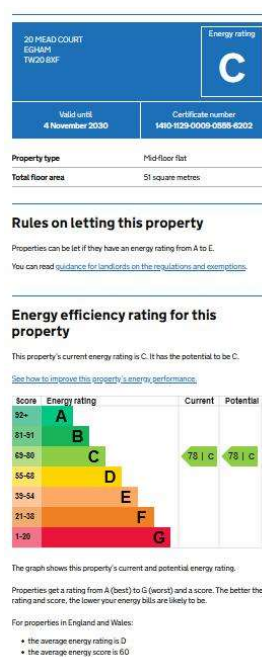 20 MEAD COURT
EGHAM
TW20 8XF
Energy rating
C
Valid until
4 November 2030
Certificate number
1410-1129-0009-0886-6202
Property type Mid-floor flat
Total floor area 51 square metres
Rules on letting this property
Properties can be let if they have an energy rating from A to E.
You can read guidance for landlords on the regulations and exemptions.
Energy efficiency rating for this
property
This property's current energy rating is C. It has the potential to be C.
See how to improve this property's energy performance.
Score Energy rating Current Potential
92+ A
81-91 B
69-80 C 78 | C 78 | C
55-68 D
39-54 E
21-38 F
1-20 G
The graph shows this property's current and potential energy rating.
Properties get a rating from A (best) to G (worst) and a score. The better the
rating and score, the lower your energy bills are likely to be.
For properties in England and Wales:
• the average energy rating is D
• the average energy score is 60